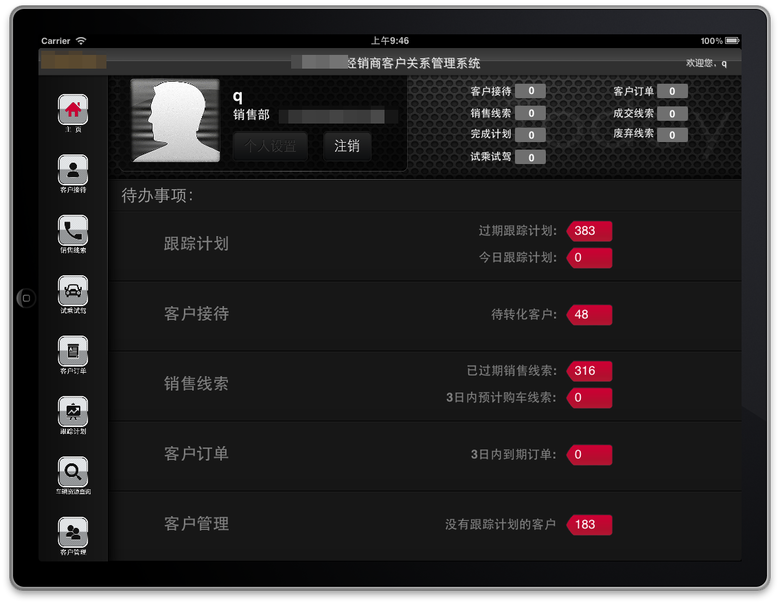 Carrier 上午9:46 100%
经销商客户关系管理系统 欢迎您，q
q
销售部
个人设置 注销
客户接待 0 客户订单 0
销售线索 0 成交线索 0
完成计划 0 废弃线索 0
试乘试驾 0
主 页
客户接待
销售线索
试乘试驾
客户订单
跟踪计划
车辆资源查询
客户管理
待办事项：
跟踪计划
过期跟踪计划： 383
今日跟踪计划： 0
客户接待
待转化客户： 48
销售线索
已过期销售线索： 316
3日内预计购车线索： 0
客户订单
3日内到期订单： 0
客户管理
没有跟踪计划的客户 183